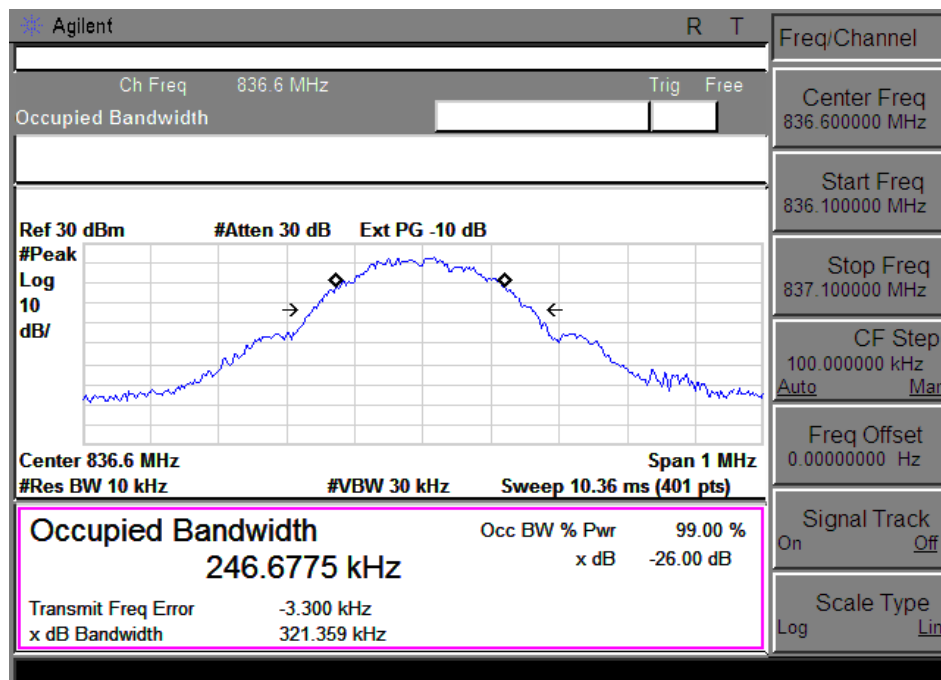 Agilent R T
Ch Freq 836.6 MHz Trig Free
Occupied Bandwidth
Ref 30 dBm #Atten 30 dB Ext PG -10 dB
#Peak
Log
10
dB/
Center 836.6 MHz Span 1 MHz
#Res BW 10 kHz #VBW 30 kHz Sweep 10.36 ms (401 pts)
Occupied Bandwidth Occ BW % Pwr 99.00 %
246.6775 kHz x dB -26.00 dB
Transmit Freq Error -3.300 kHz
x dB Bandwidth 321.359 kHz
Freq/Channel
Center Freq
836.600000 MHz
Start Freq
836.100000 MHz
Stop Freq
837.100000 MHz
CF Step
100.000000 kHz
Auto Man
Freq Offset
0.00000000 Hz
Signal Track
On Off
Scale Type
Log Lin